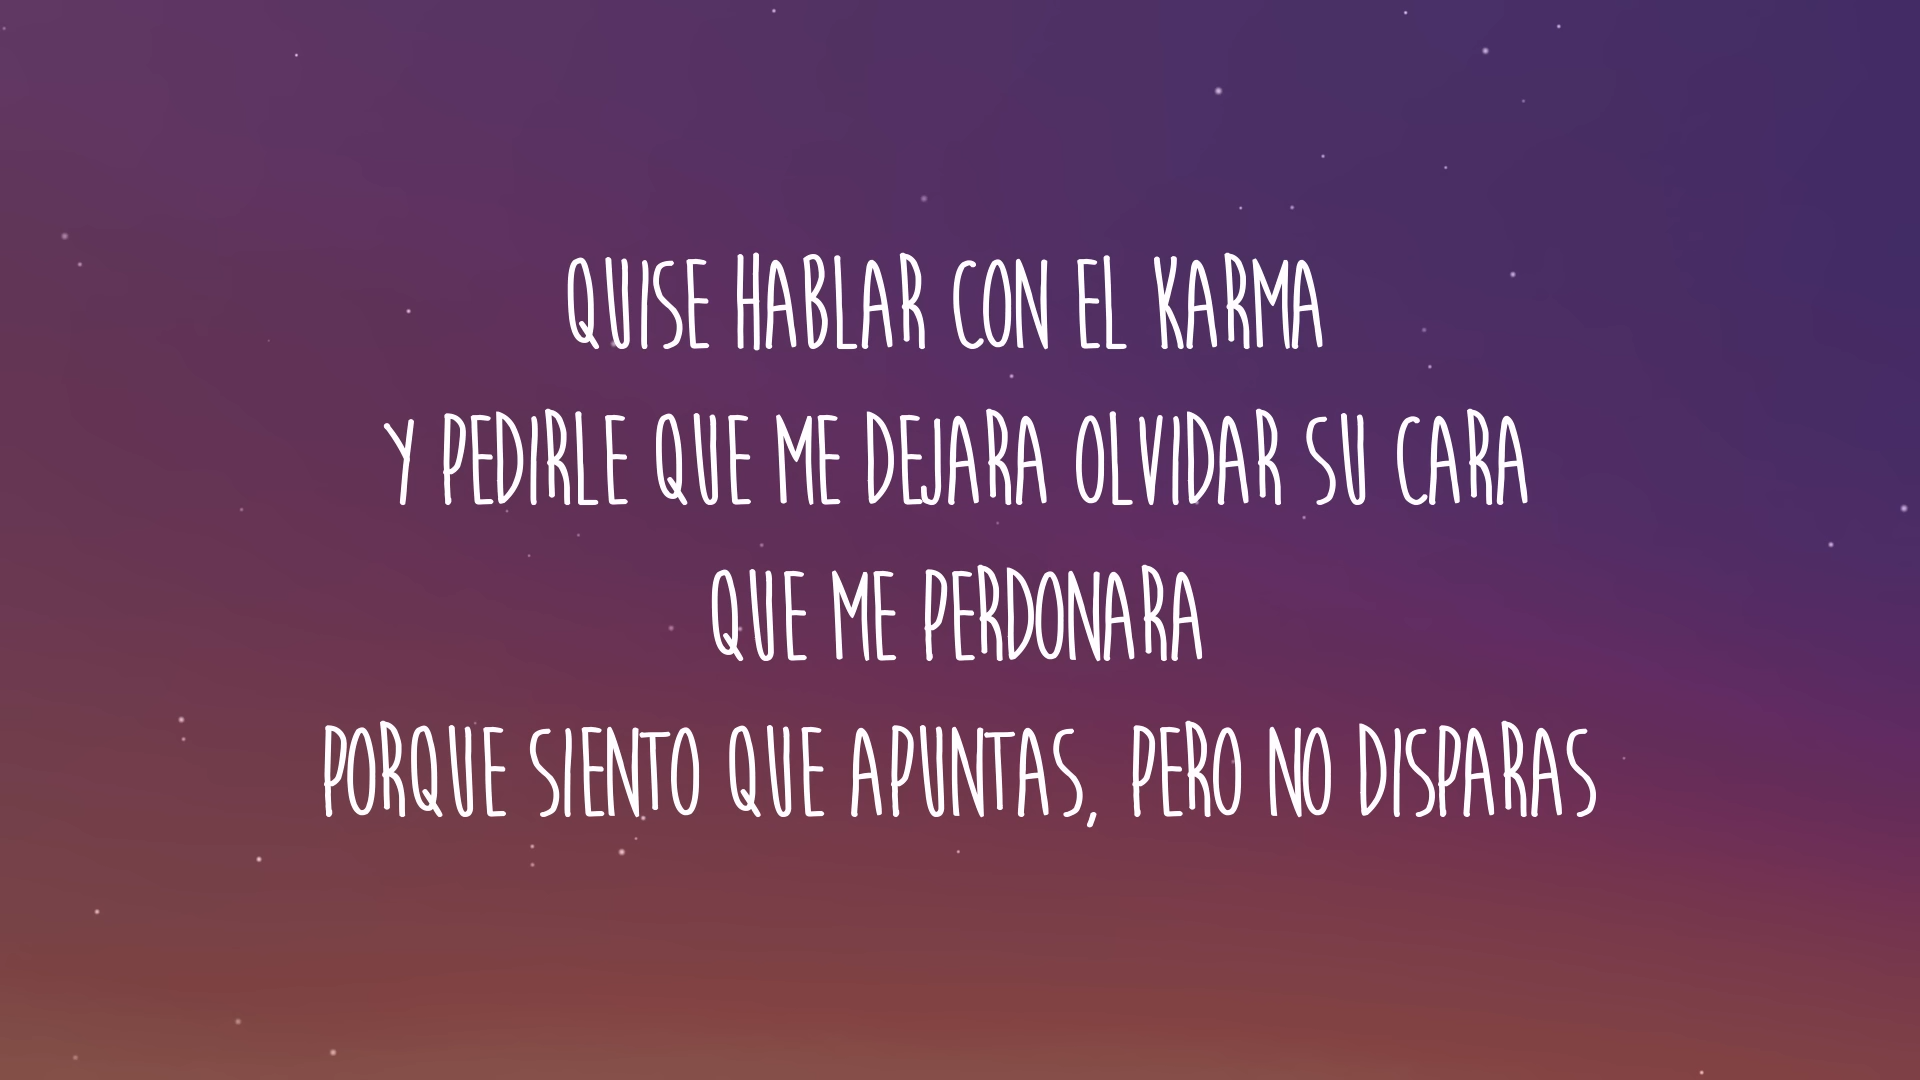 QUISE HABLAR CON EL KARMA
Y PEDIRLE QUE ME DEJARA OLVIDAR SU CARA
QUE ME PERDONARA
PORQUE SIENTO QUE APUNTAS, PERO NO DISPARAS